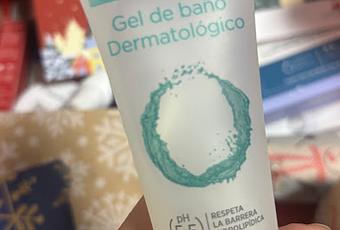 Gel de baño
Dermatológico
pH
5.5
RESPETA
LA BARRERA